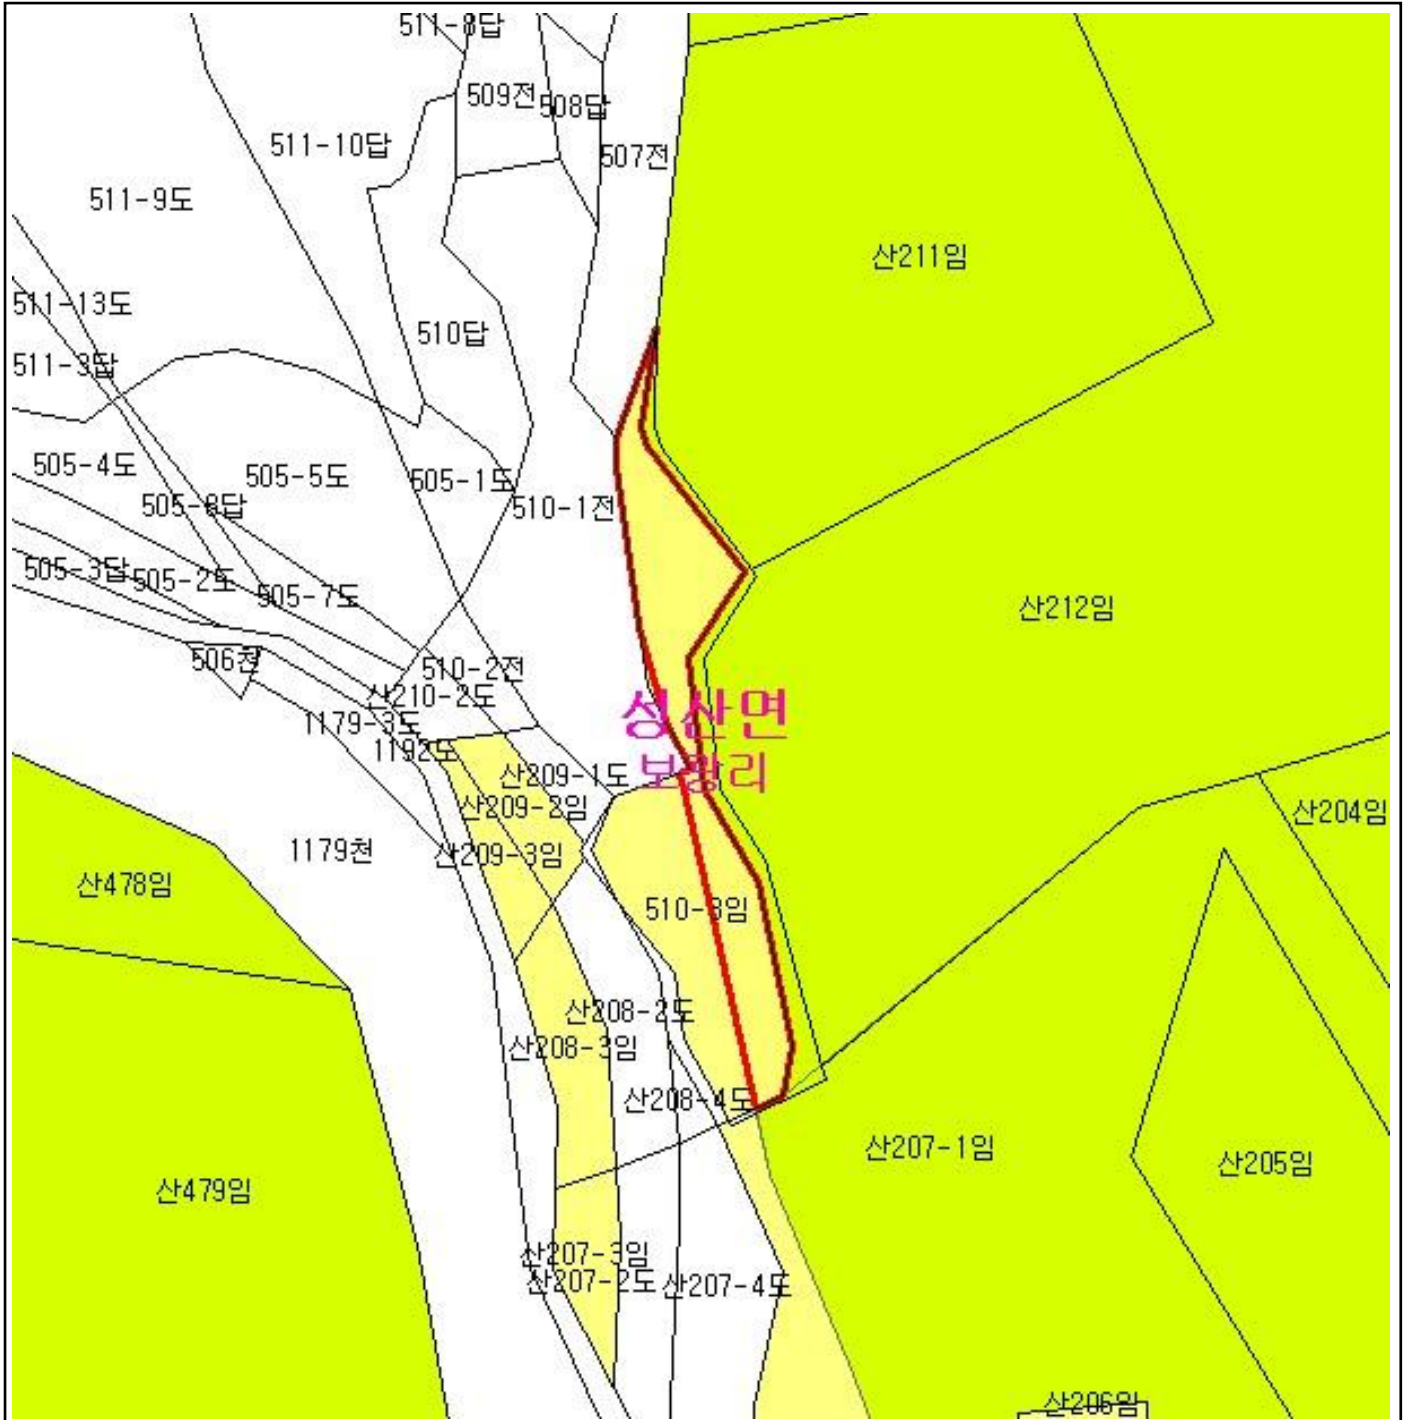 511-8답
509전
508답
511-10답
507전
511-9도
산211임
511-13도
510답
511-3답
505-4도
505-5도
505-1도
505-6답
510-1전
505-3답
505-2도
505-7도
산212임
506천
510-2전
산210-2도
성산면
1179-3도
1192도
보광리
산209-1도
산209-2임
산204임
1179천
산209-3임
산478임
510-3임
산208-2도
산208-3임
산208-4도
산207-1임
산205임
산479임
산207-3임
산207-2도
산207-4도
산206임